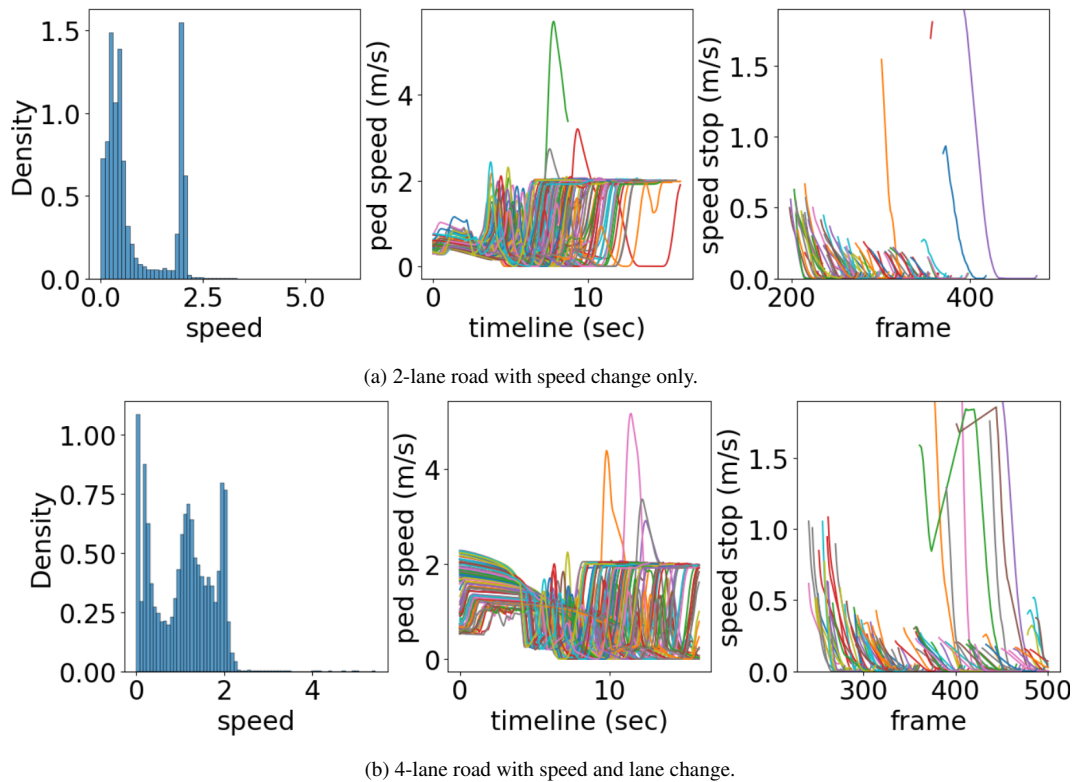 1.5
1.0
0.5
0.0
Density
0.0 2.5 5.0
speed
4
2
0
ped speed (m/s)
0 10
timeline (sec)
1.5
1.0
0.5
0.0
speed stop (m/s)
200 400
frame
(a) 2-lane road with speed change only.
1.00
0.75
0.50
0.25
0.00
Density
0 2 4
speed
4
2
0
ped speed (m/s)
0 10
timeline (sec)
1.5
1.0
0.5
0.0
speed stop (m/s)
300 400 500
frame
(b) 4-lane road with speed and lane change.